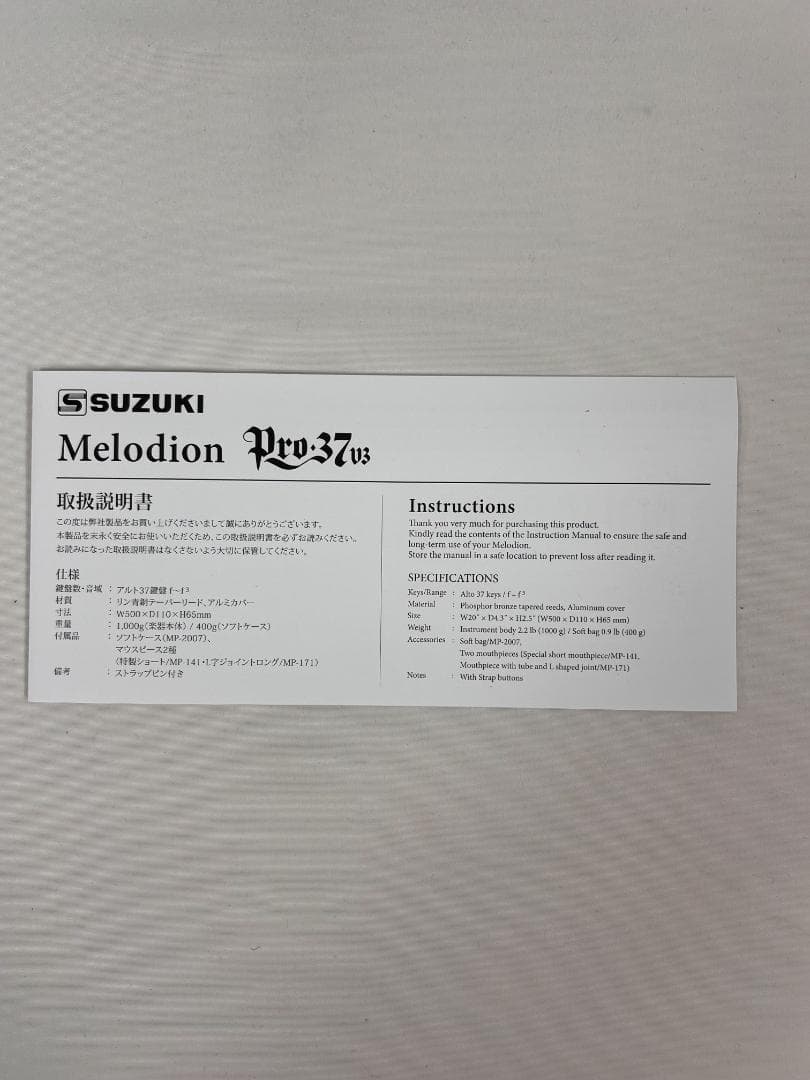 SUZUKI
Melodion Pro·37v3
取扱説明書
この度は弊社製品をお買い上げくださいまして誠にありがとうございます。
本製品を末永く安全にお使いいただくため、この取扱説明書を必ずお読みください。
お読みになった取扱説明書はなくさないよう大切に保管してください。
仕様
鍵盤数・音域 : アルト37鍵盤 f~f³
材質 : リン青銅テーパーリード、アルミカバー
寸法 : W500×D110×H65mm
重量 : 1,000g(楽器本体) / 400g(ソフトケース)
付属品 : ソフトケース(MP-2007)、
マウスピース2種
(特製ショート/MP-141・L字ジョイントロング/MP-171)
備考 : ストラップピン付き
Instructions
Thank you very much for purchasing this product.
Kindly read the contents of the Instruction Manual to ensure the safe and
long-term use of your Melodion.
Store the manual in a safe location to prevent loss after reading it.
SPECIFICATIONS
Keys/Range : Alto 37 keys / f – f³
Material : Phosphor bronze tapered reeds, Aluminum cover
Size : W20" × D4.3" × H2.5" (W500 × D110 × H65 mm)
Weight : Instrument body 2.2 lb (1000 g) / Soft bag 0.9 lb (400 g)
Accessories : Soft bag/MP-2007,
Two mouthpieces (Special short mouthpiece/MP-141,
Mouthpiece with tube and L shaped joint/MP-171)
Notes : With Strap buttons